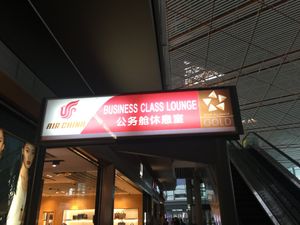 AIR CHINA
BUSINESS CLASS LOUNGE
公务舱休息室
GOLD